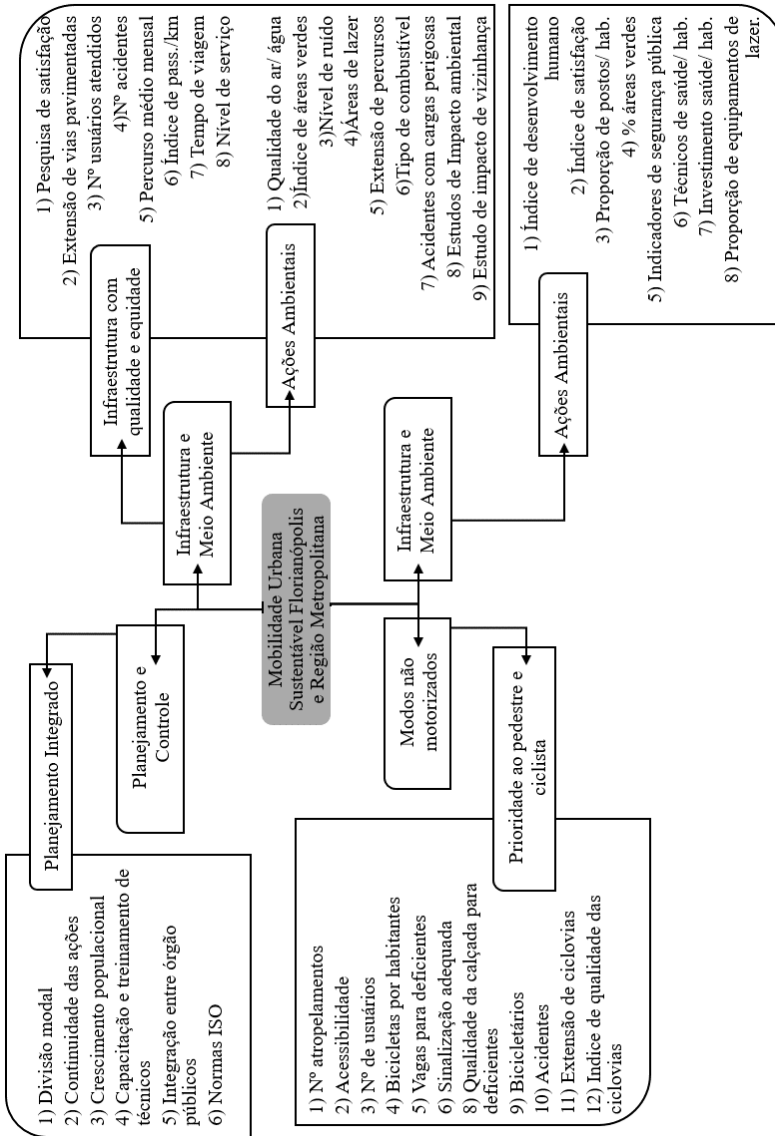 Mobilidade Urbana
Sustentável Florianópolis
e Região Metropolitana
Planejamento e
Controle
Planejamento Integrado
1) Divisão modal
2) Continuidade das ações
3) Crescimento populacional
4) Capacitação e treinamento de
técnicos
5) Integração entre órgão
públicos
6) Normas ISO
Infraestrutura e
Meio Ambiente
Infraestrutura com
qualidade e equidade
1) Pesquisa de satisfação
2) Extensão de vias pavimentadas
3) Nº usuários atendidos
4)Nº acidentes
5) Percurso médio mensal
6) Índice de pass./km
7) Tempo de viagem
8) Nível de serviço
Ações Ambientais
1) Qualidade do ar/ água
2)Índice de áreas verdes
3)Nível de ruído
4)Áreas de lazer
5) Extensão de percursos
6)Tipo de combustível
7) Acidentes com cargas perigosas
8) Estudos de Impacto ambiental
9) Estudo de impacto de vizinhança
Modos não
motorizados
Prioridade ao pedestre e
ciclista
1) Nº atropelamentos
2) Acessibilidade
3) Nº de usuários
4) Bicicletas por habitantes
5) Vagas para deficientes
6) Sinalização adequada
8) Qualidade da calçada para
deficientes
9) Bicicletários
10) Acidentes
11) Extensão de ciclovias
12) Indice de qualidade das
ciclovias
Infraestrutura e
Meio Ambiente
Ações Ambientais
1) Índice de desenvolvimento
humano
2) Índice de satisfação
3) Proporção de postos/ hab.
4) % áreas verdes
5) Indicadores de segurança pública
6) Técnicos de saúde/ hab.
7) Investimento saúde/ hab.
8) Proporção de equipamentos de
lazer.